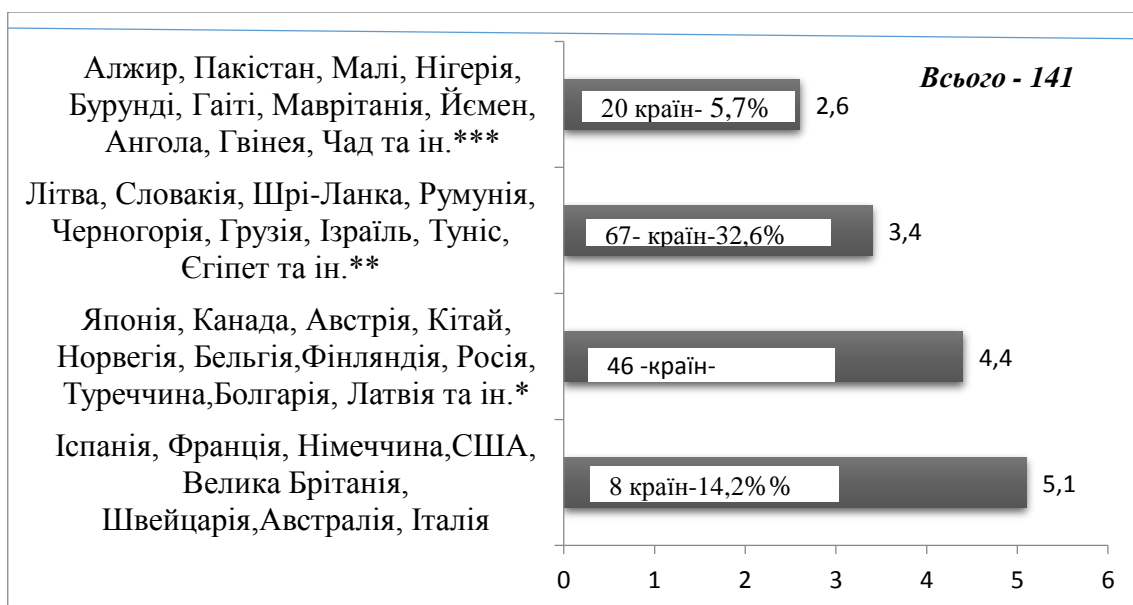 Всього - 141
Алжир, Пакістан, Малі, Нігерія,
Бурунді, Гаіті, Маврітанія, Йємен,
Ангола, Гвінея, Чад та ін.***
20 країн- 5,7%
2,6
Літва, Словакія, Шрі-Ланка, Румунія,
Черногорія, Грузія, Ізраїль, Туніс,
Єгіпет та ін.**
67- країн-32,6%
3,4
Японія, Канада, Австрія, Кітай,
Норвегія, Бельгія,Фінляндія, Росія,
Туреччина,Болгарія, Латвія та ін.*
46 -країн-
4,4
Іспанія, Франція, Німеччина,США,
Велика Брітанія,
Швейцарія,Австралія, Італія
8 країн-14,2%%
5,1
0 1 2 3 4 5 6